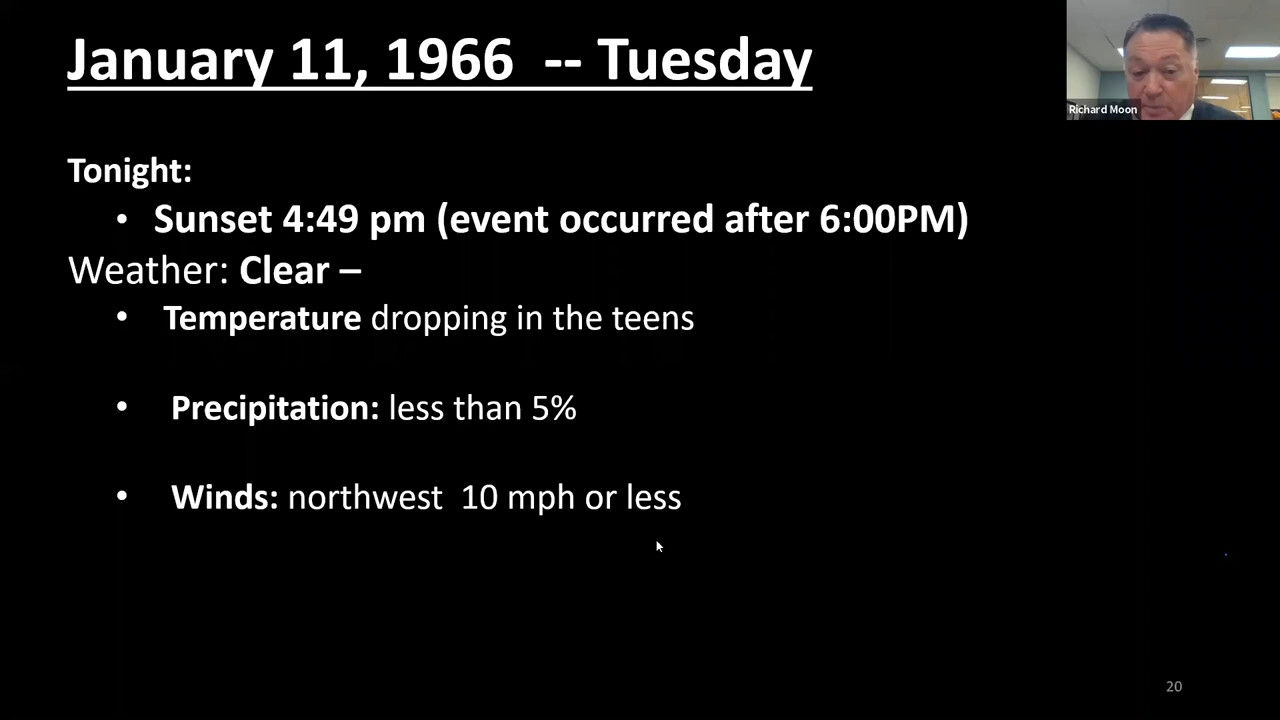 January 11, 1966  -- Tuesday
Richard Moon
Tonight:
• Sunset 4:49 pm (event occurred after 6:00PM)
Weather: Clear –
• Temperature dropping in the teens
• Precipitation: less than 5%
• Winds: northwest  10 mph or less
20